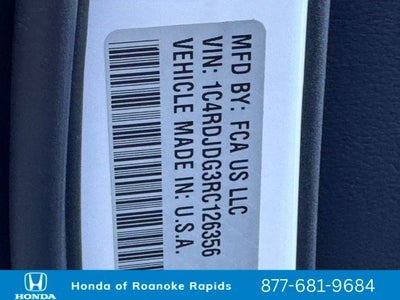 MFD BY: FCA US LLC
VIN: 1C4RDJDG3RC126356
VEHICLE MADE IN: U.S.A.
HONDA
Honda of Roanoke Rapids
877-681-9684